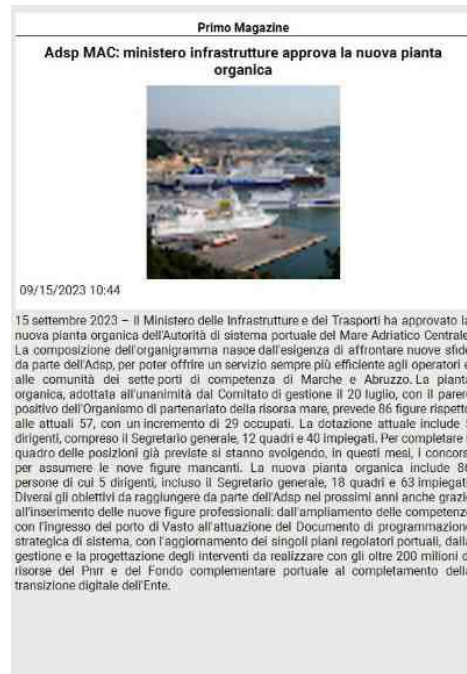 Primo Magazine
Adsp MAC: ministero infrastrutture approva la nuova pianta
organica
09/15/2023 10:44
15 settembre 2023 – Il Ministero delle Infrastrutture e dei Trasporti ha approvato la
nuova pianta organica dell'Autorità di sistema portuale del Mare Adriatico Centrale.
La composizione dell'organigramma nasce dall'esigenza di affrontare nuove sfide
da parte dell'Adsp, per poter offrire un servizio sempre più efficiente agli operatori e
alle comunità dei sette porti di competenza di Marche e Abruzzo. La pianta
organica, adottata all'unanimità dal Comitato di gestione il 20 luglio, con il parere
positivo dell'Organismo di partenariato della risorsa mare, prevede 86 figure rispetto
alle attuali 57, con un incremento di 29 occupati. La dotazione attuale include
dirigenti, compreso il Segretario generale, 12 quadri e 40 impiegati. Per completare il
quadro delle posizioni già previste si stanno svolgendo, in questi mesi, i concorsi
per assumere le nove figure mancanti. La nuova pianta organica include 86
persone di cui 5 dirigenti, incluso il Segretario generale, 18 quadri e 63 impiegati.
Diversi gli obiettivi da raggiungere da parte dell'Adsp nei prossimi anni anche grazie
all'inserimento delle nuove figure professionali: dall'ampliamento delle competenze
con l'ingresso del porto di Vasto all'attuazione del Documento di programmazione
strategica di sistema, con l'aggiornamento dei singoli piani regolatori portuali, dalla
gestione e la progettazione degli interventi da realizzare con gli oltre 200 milioni di
risorse del Pnrr e del Fondo complementare portuale al completamento della
transizione digitale dell'Ente.